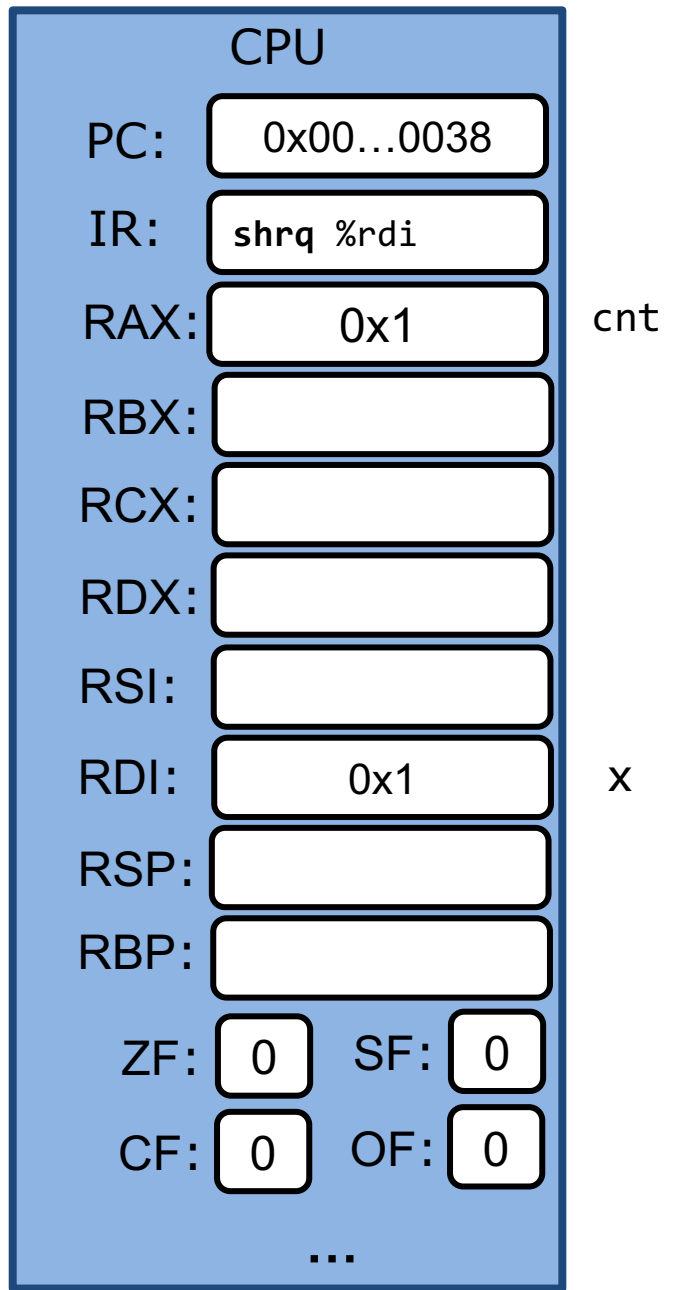 CPU
PC: 0x00...0038
IR: shrq %rdi
RAX: 0x1 cnt
RBX:
RCX:
RDX:
RSI:
RDI: 0x1 x
RSP:
RBP:
ZF: 0 SF: 0
CF: 0 OF: 0
...